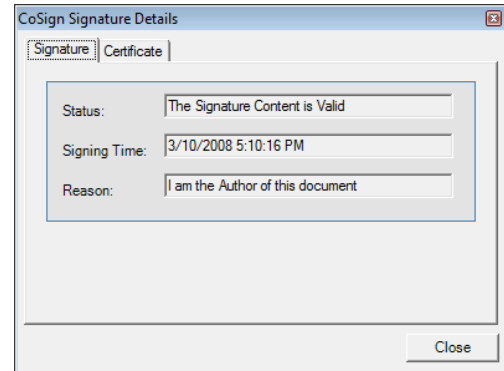 CoSign Signature Details
Signature Certificate
Status: The Signature Content is Valid
Signing Time: 3/10/2008 5:10:16 PM
Reason: I am the Author of this document
Close